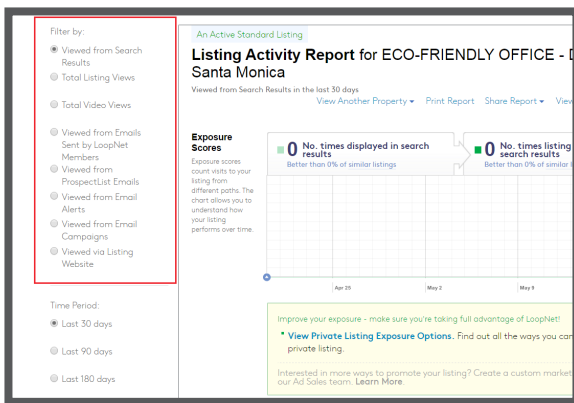 Filter by:
Viewed from Search
Results
Total Listing Views
Total Video Views
Viewed from Emails
Sent by LoopNet
Members
Viewed from
ProspectList Emails
Viewed from Email
Alerts
Viewed from Email
Campaigns
Viewed via Listing
Website
Time Period:
Last 30 days
Last 90 days
Last 180 days
An Active Standard Listing
Listing Activity Report for ECO-FRIENDLY OFFICE -
Santa Monica
Viewed from Search Results in the last 30 days
View Another Property Print Report Share Report View
Exposure
Scores
Exposure scores
count visits to your
listing from
different paths. The
chart allows you to
understand how
your listing
performs over time.
0 No. times displayed in search
results
Better than 0% of similar listings
0 No. times listing
search results
Better than 0% of similar
Apr 25 May 2 May 9
Improve your exposure - make sure you're taking full advantage of LoopNet!
View Private Listing Exposure Options. Find out all the ways you can
private listing.
Interested in more ways to promote your listing? Create a custom market
our Ad Sales team. Learn More.